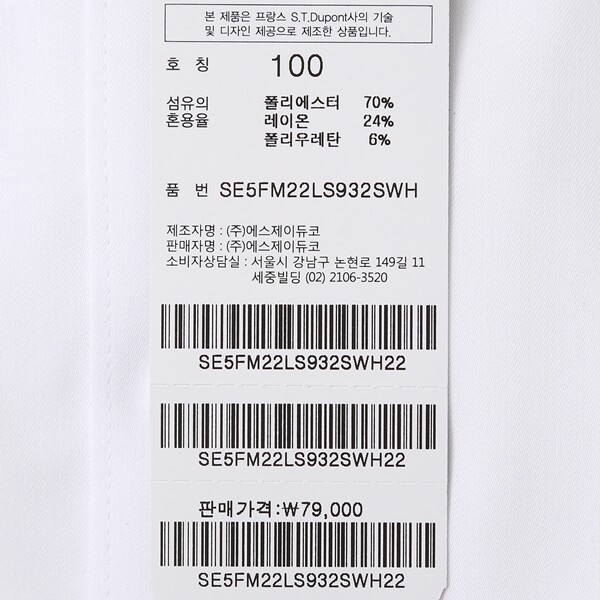 본 제품은 프랑스 S.T.Dupont사의 기술
및 디자인 제공으로 제조한 상품입니다.
호 칭 100
섬유의 폴리에스터 70%
혼용율 레이온 24%
폴리우레탄 6%
품 번 SE5FM22LS932SWH
제조자명 : (주)에스제이듀코
판매자명 : (주)에스제이듀코
소비자상담실 : 서울시 강남구 논현로 149길 11
세중빌딩 (02) 2106-3520
SE5FM22LS932SWH22
SE5FM22LS932SWH22
판매가격:₩79,000
SE5FM22LS932SWH22